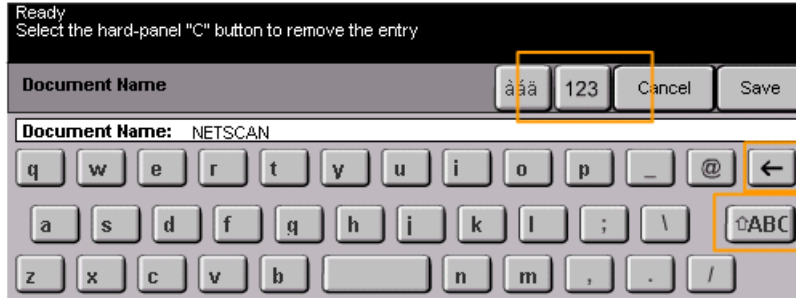 Ready
Select the hard-panel "C" button to remove the entry
Document Name àáä 123 Cancel Save
Document Name: NETSCAN
q w e r t y u i o p _ @ ←
a s d f g h j k l ; \ ⇧ABC
z x c v b n m , . /